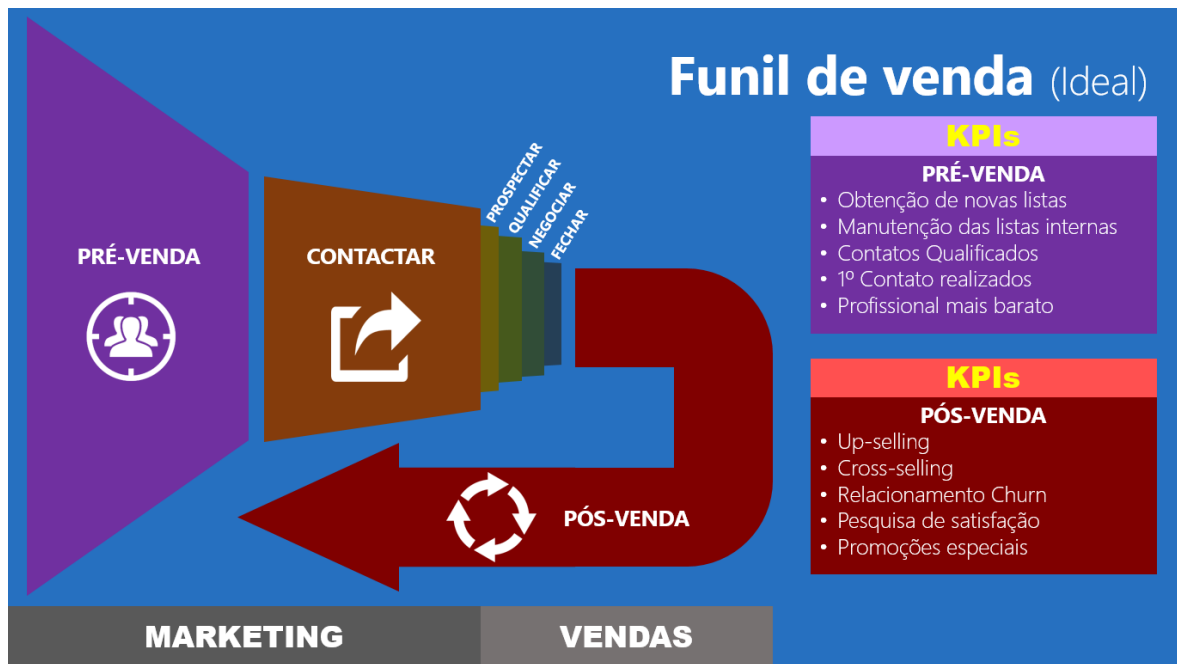 Funil de venda (Ideal)
PRÉ-VENDA
CONTACTAR
PROSPECTAR
QUALIFICAR
NEGOCIAR
FECHAR
PÓS-VENDA
KPIs
PRÉ-VENDA
• Obtenção de novas listas
• Manutenção das listas internas
• Contatos Qualificados
• 1º Contato realizados
• Profissional mais barato
KPIs
PÓS-VENDA
• Up-selling
• Cross-selling
• Relacionamento Churn
• Pesquisa de satisfação
• Promoções especiais
MARKETING
VENDAS